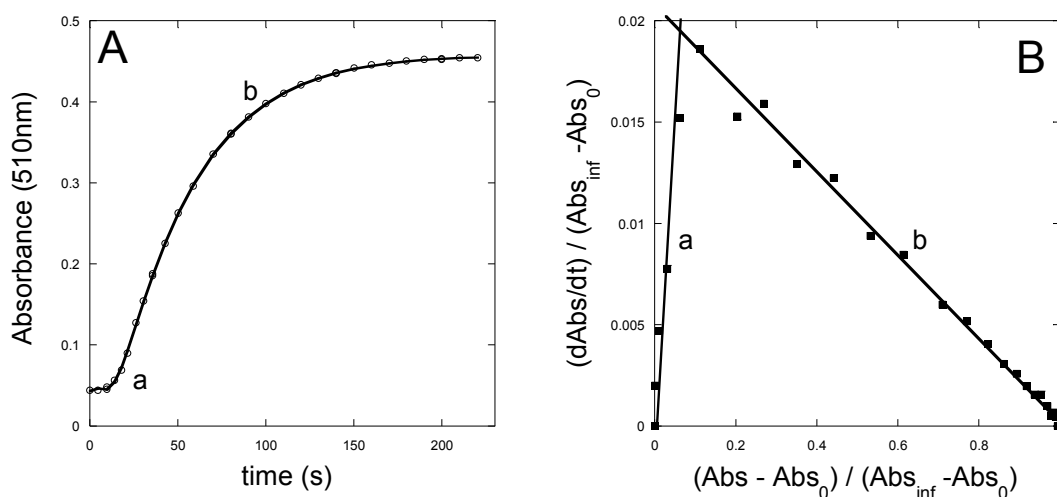 A
0.5
0.4
0.3
0.2
0.1
0
Absorbance (510nm)
a
b
0
50
100
150
200
time (s)
B
0.02
0.015
0.01
0.005
0
(dAbs/dt) / (Abs_inf -Abs_0)
a
b
0
0.2
0.4
0.6
0.8
(Abs - Abs_0) / (Abs_inf -Abs_0)